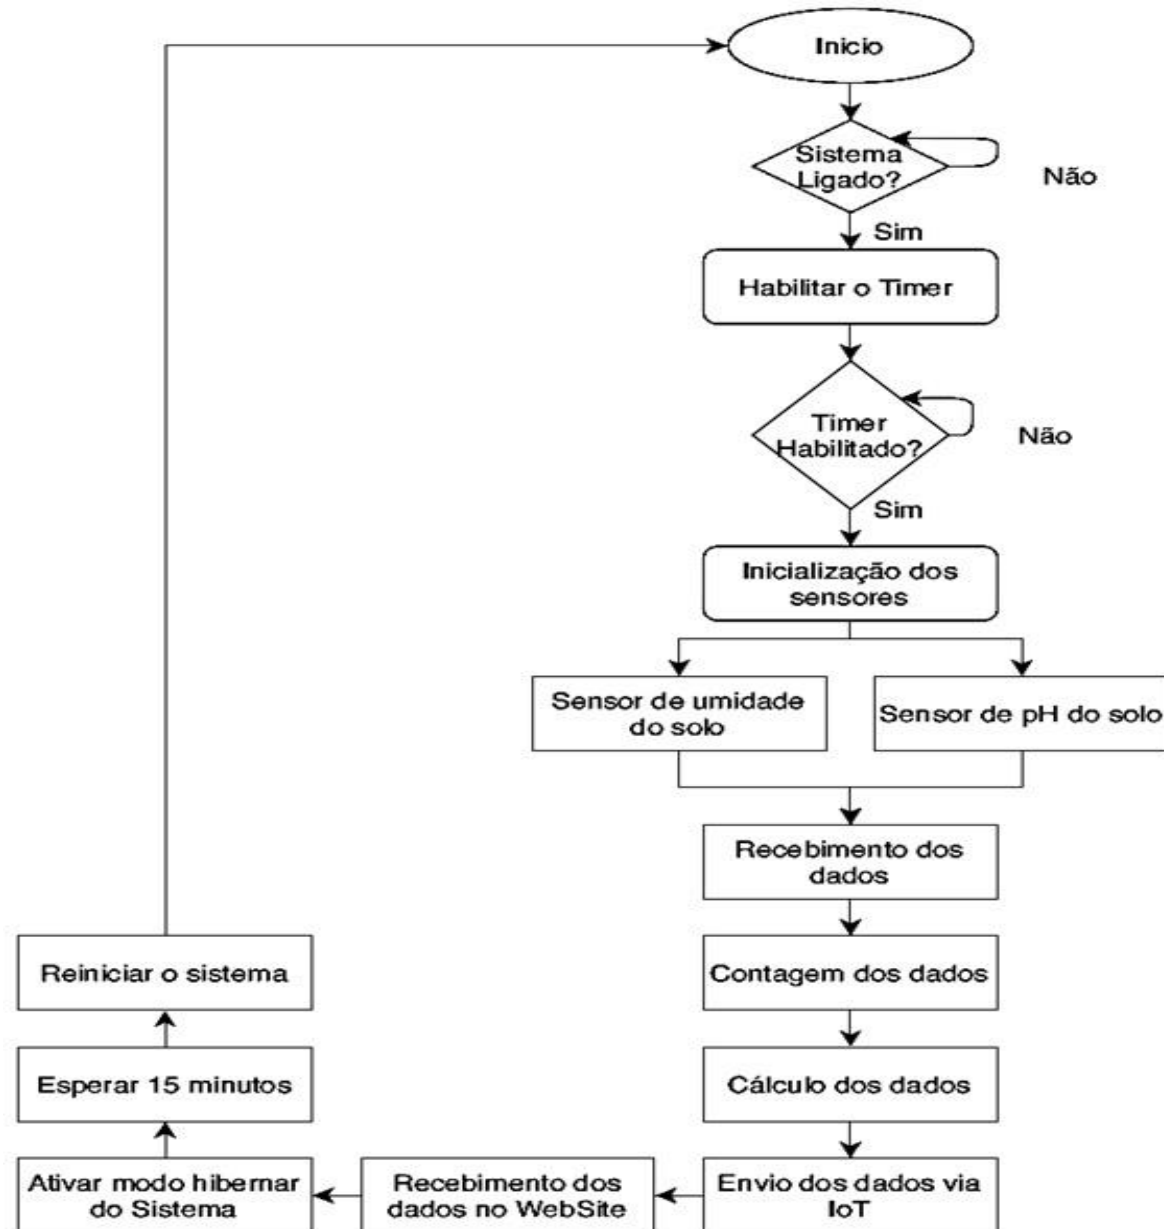 Inicio
Sistema
Ligado?
Não
Sim
Habilitar o Timer
Timer
Habilitado?
Não
Sim
Inicialização dos
sensores
Sensor de umidade
do solo
Sensor de pH do solo
Recebimento dos
dados
Contagem dos dados
Cálculo dos dados
Envio dos dados via
IoT
Recebimento dos
dados no WebSite
Ativar modo hibernar
do Sistema
Esperar 15 minutos
Reiniciar o sistema